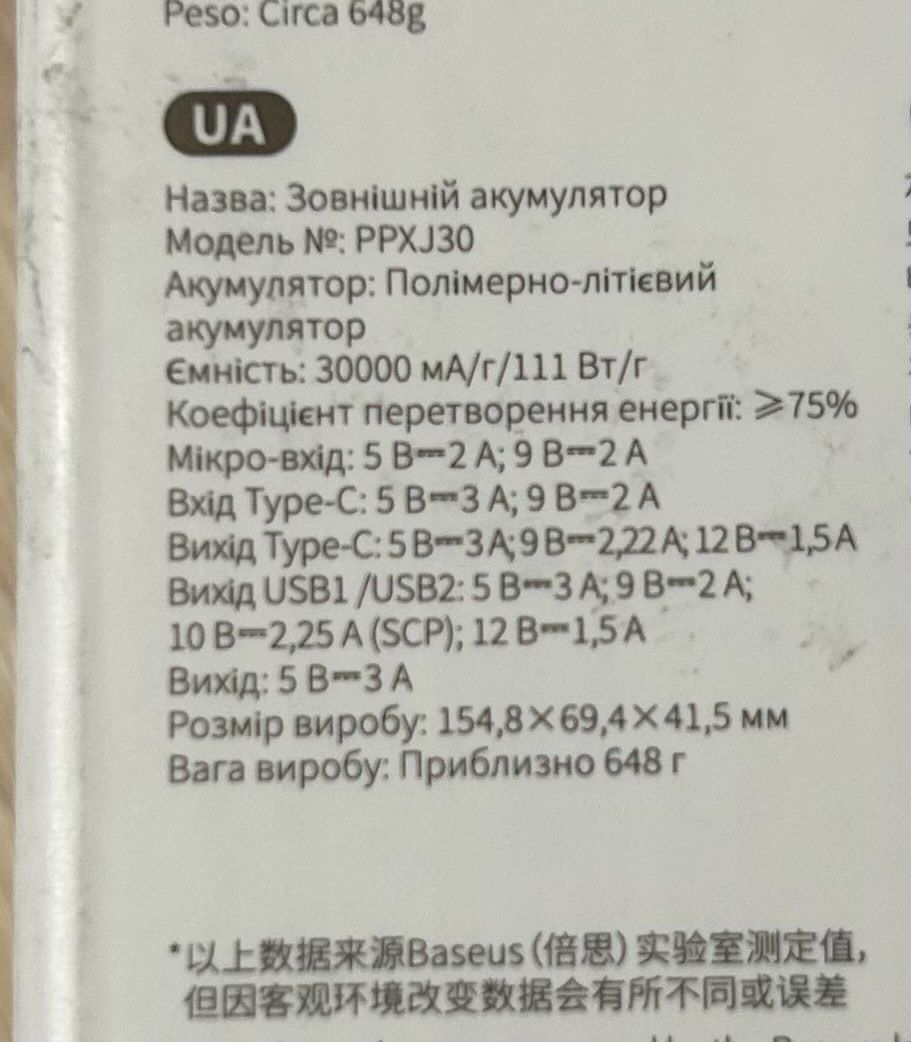 Peso: Circa 648g
UA
Назва: Зовнішній акумулятор
Модель №: PPXJ30
Акумулятор: Полімерно-літієвий
акумулятор
Ємність: 30000 мА/г/111 Вт/г
Коефіцієнт перетворення енергії: ⩾75%
Мікро-вхід: 5 В⎓2 А; 9 В⎓2 А
Вхід Type-C: 5 В⎓3 А; 9 В⎓2 А
Вихід Type-C: 5 В⎓3 А; 9 В⎓2,22 А; 12 В⎓1,5 А
Вихід USB1 /USB2: 5 В⎓3 А; 9 В⎓2 А;
10 В⎓2,25 А (SCP); 12 В⎓1,5 А
Вихід: 5 В⎓3 А
Розмір виробу: 154,8×69,4×41,5 мм
Вага виробу: Приблизно 648 г
*以上数据来源Baseus(倍思)实验室测定值,
但因客观环境改变数据会有所不同或误差